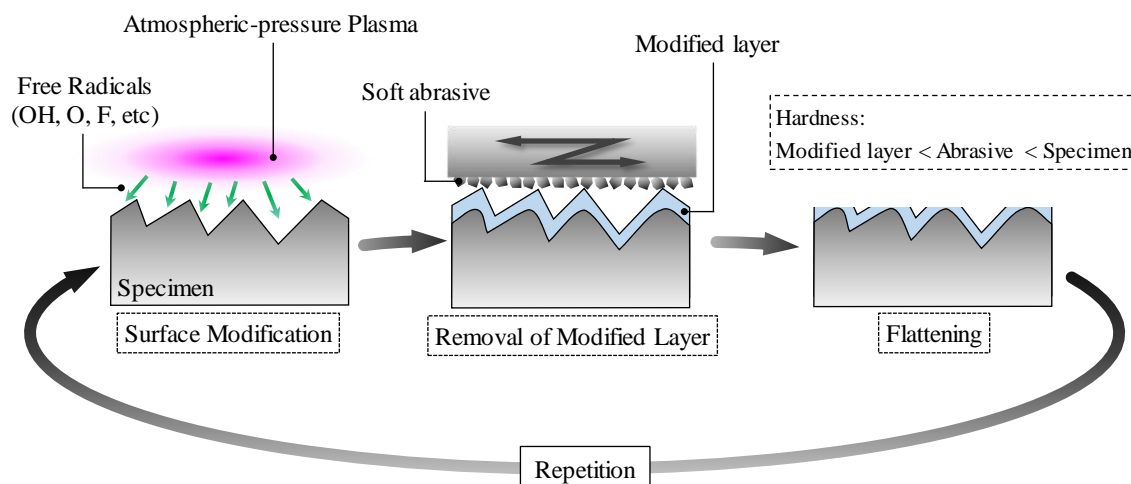 Atmospheric-pressure Plasma
Free Radicals
(OH, O, F, etc)
Specimen
Surface Modification
Modified layer
Soft abrasive
Removal of Modified Layer
Hardness:
Modified layer < Abrasive < Specimen
Flattening
Repetition